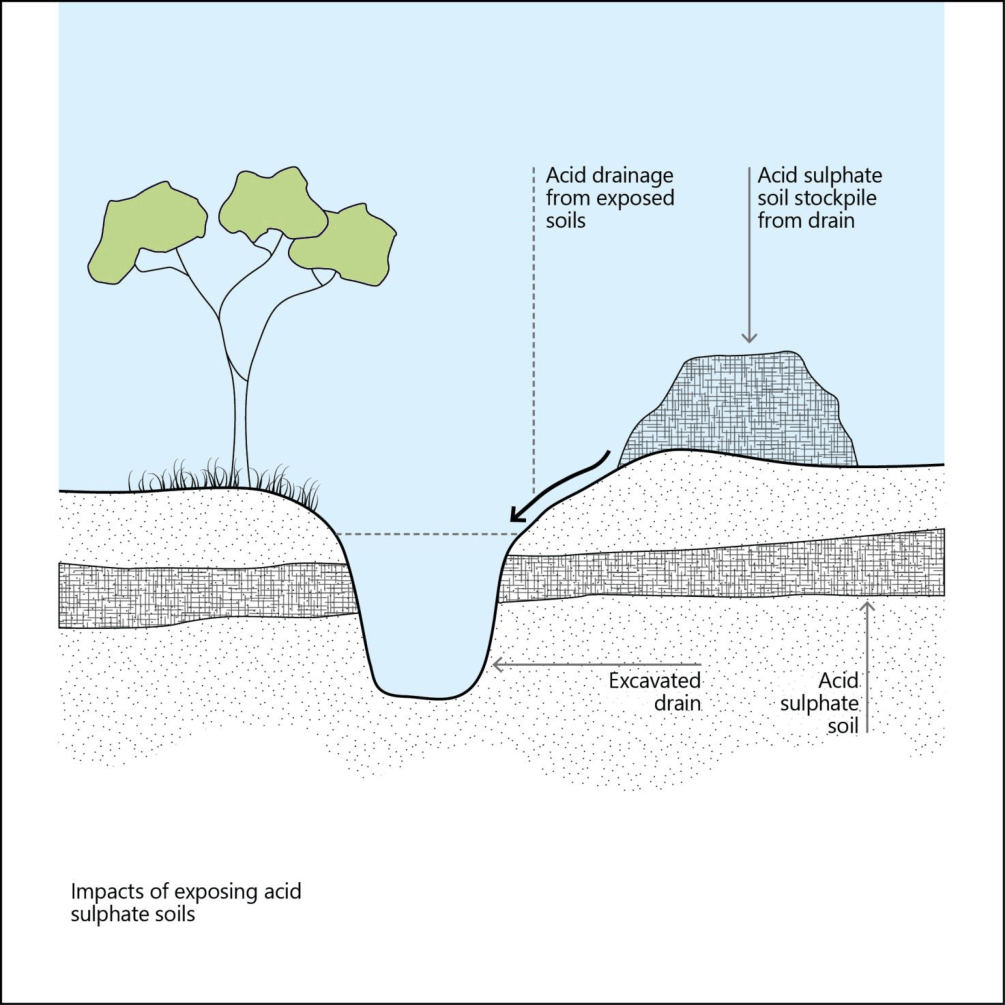 Acid drainage
from exposed
soils
Acid sulphate
soil stockpile
from drain
Excavated
drain
Acid
sulphate
soil
Impacts of exposing acid
sulphate soils